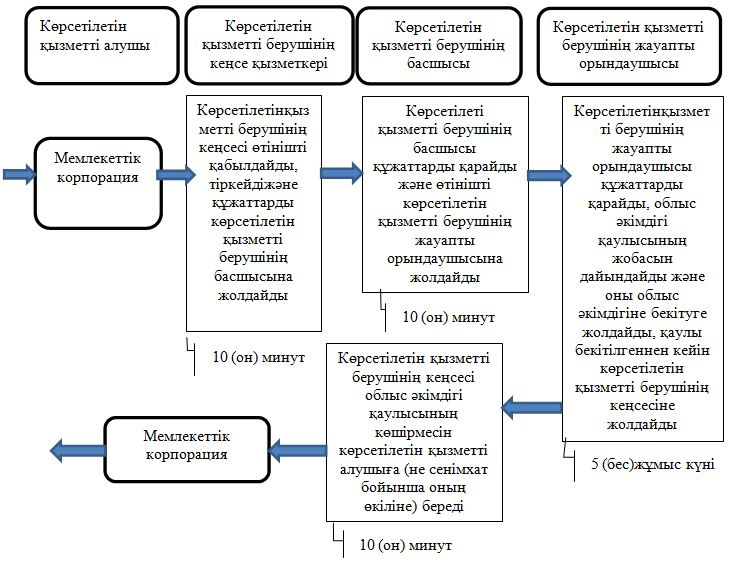 Көрсетілетін
қызметті алушы
Көрсетілетін
қызметті берушінің
кеңсе қызметкері
Көрсетілетін
қызметті берушінің
басшысы
Көрсетілетін қызметті
берушінің жауапты
орындаушысы
Мемлекеттік
корпорация
Көрсетілетінқыз
метті берушінің
кеңсесі өтінішті
қабылдайды,
тіркейдіжәне
құжаттарды
көрсетілетін
қызметті
берушінің
басшысына
жолдайды
10 (он) минут
Көрсетілеті
қызметті берушінің
басшысы
құжаттарды қарайды
және өтінішті
көрсетілетін
қызметті берушінің
жауапты
орындаушысына
жолдайды
10 (он) минут
Көрсетілетінқызмет
ті берушінің
жауапты
орындаушысы
құжаттарды
қарайды, облыс
әкімдігі
қаулысының
жобасын
дайындайды және
оны облыс
әкімдігіне бекітуге
жолдайды, қаулы
бекітілгеннен кейін
көрсетілетін
қызметті берушінің
кеңсесіне
жолдайды
5 (бес)жұмыс күні
Көрсетілетін қызметті
берушінің кеңсесі
облыс әкімдігі
қаулысының
көшірмесін
көрсетілетін қызметті
алушыға (не сенімхат
бойынша оның
өкіліне) береді
10 (он) минут
Мемлекеттік
корпорация